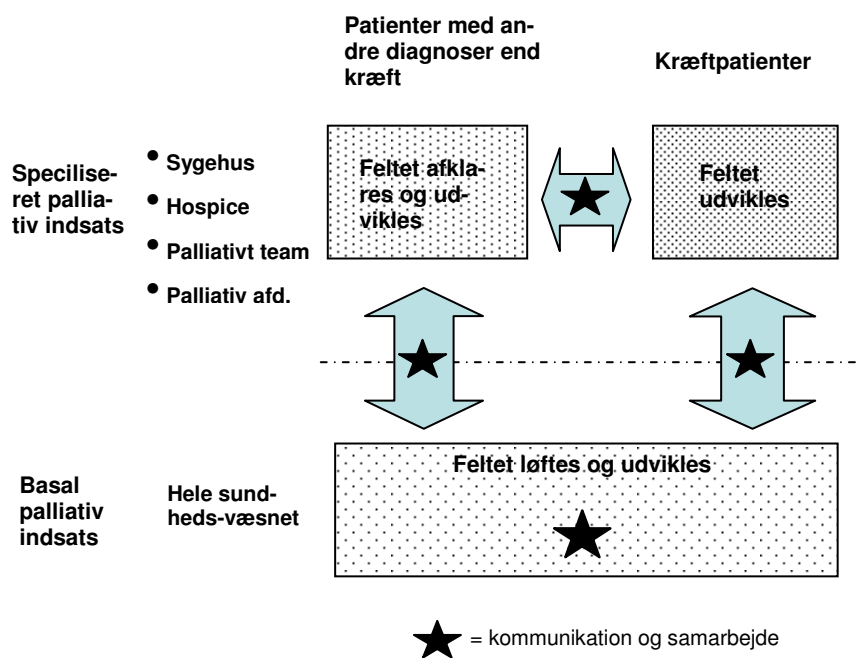 Patienter med an-
dre diagnoser end
kræft
Kræftpatienter
Specilise-
ret pallia-
tiv indsats
• Sygehus
• Hospice
• Palliativt team
• Palliativ afd.
Feltet afkla-
res og ud-
vikles
Feltet
udvikles
Basal
palliativ
indsats
Hele sund-
heds-væsnet
Feltet løftes og udvikles
= kommunikation og samarbejde